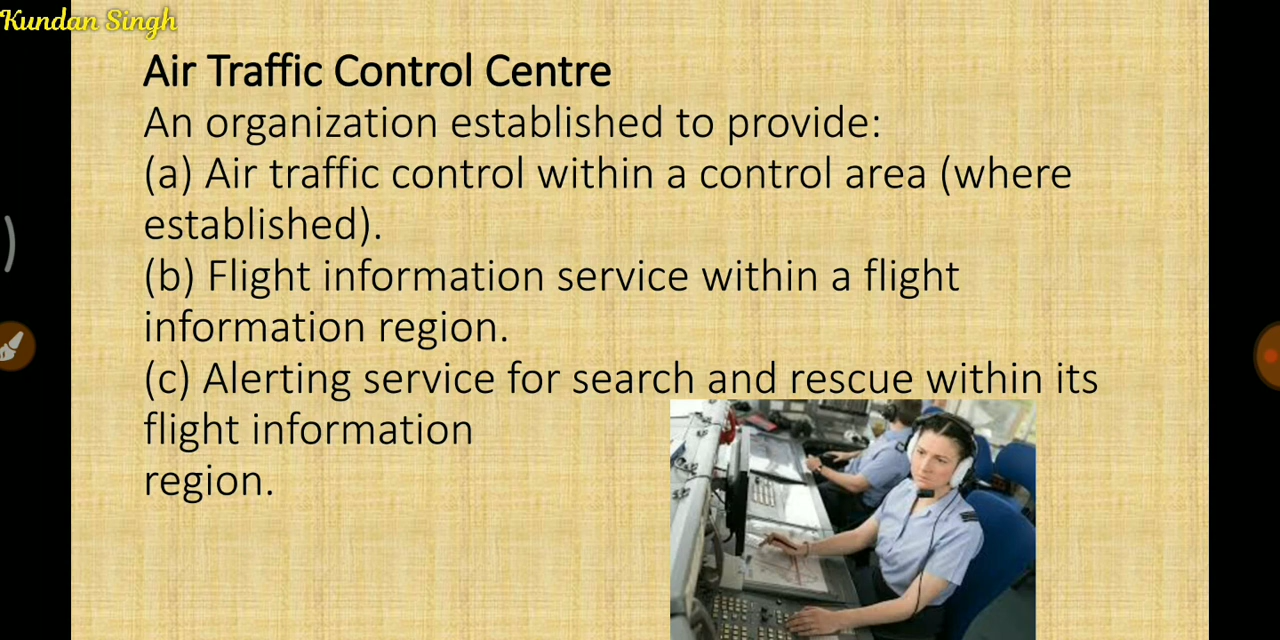 Kundan Singh
Air Traffic Control Centre
An organization established to provide:
(a) Air traffic control within a control area (where
established).
(b) Flight information service within a flight
information region.
(c) Alerting service for search and rescue within its
flight information
region.